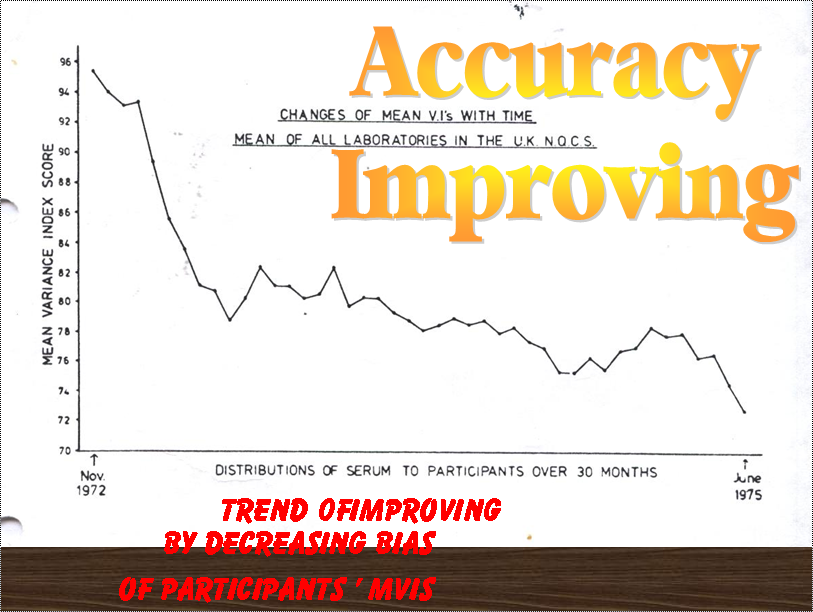 Accuracy
Improving
CHANGES OF MEAN V.I's WITH TIME
MEAN OF ALL LABORATORIES IN THE U.K. N.Q.C.S.
MEAN VARIANCE INDEX SCORE
96
94
92
90
88
86
84
82
80
78
76
74
72
70
Nov.
1972
DISTRIBUTIONS OF SERUM TO PARTICIPANTS OVER 30 MONTHS
June
1975
TREND OFIMPROVING
BY DECREASING BIAS
OF PARTICIPANTS ' MVIS